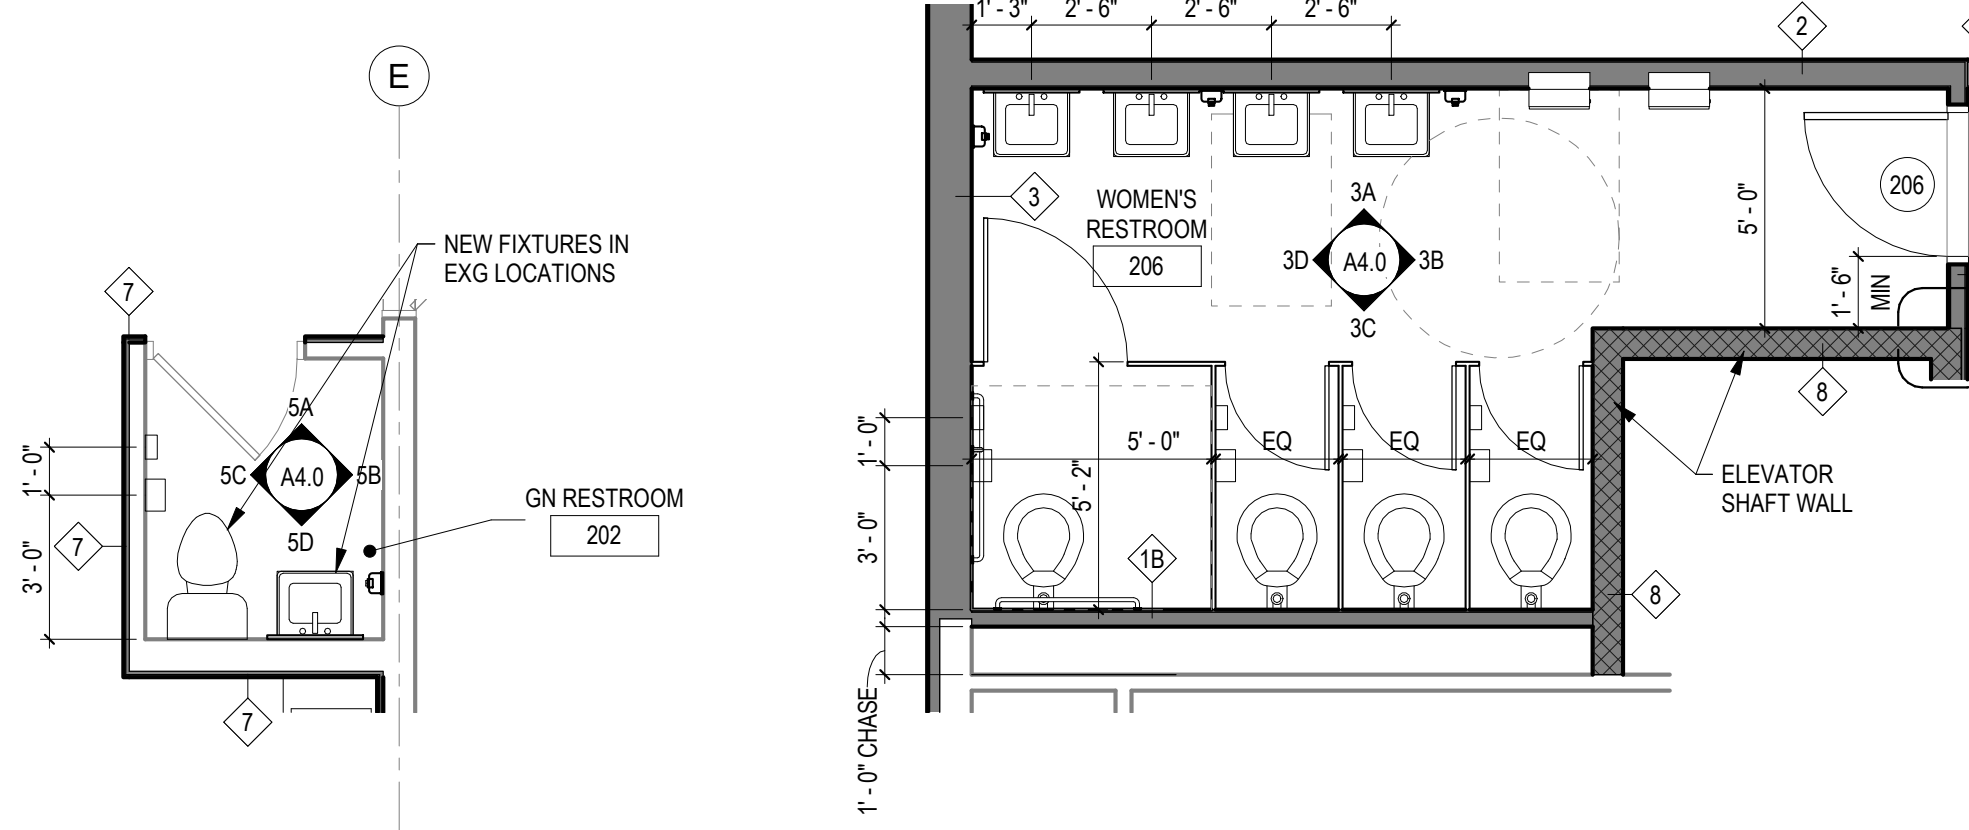 E
NEW FIXTURES IN
EXG LOCATIONS
7
5A
5C
A4.0
5B
5D
1' - 0"
3' - 0"
7
7
GN RESTROOM
202
1' - 3"
2' - 6"
2' - 6"
2' - 6"
2
3
WOMEN'S
RESTROOM
206
3A
3D
A4.0
3B
3C
5' - 0"
206
1' - 6"
MIN
8
1' - 0"
3' - 0"
5' - 0"
5' - 2"
EQ
EQ
EQ
1B
ELEVATOR
SHAFT WALL
8
1' - 0" CHASE